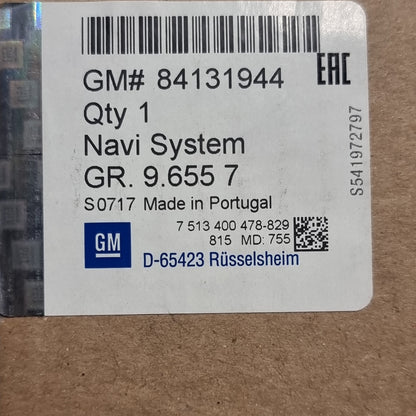 GM# 84131944
EAC
Qty 1
Navi System
GR. 9.655 7
S0717 Made in Portugal
7 513 400 478-829
815 MD: 755
GM
D-65423 Rüsselsheim
S541972797